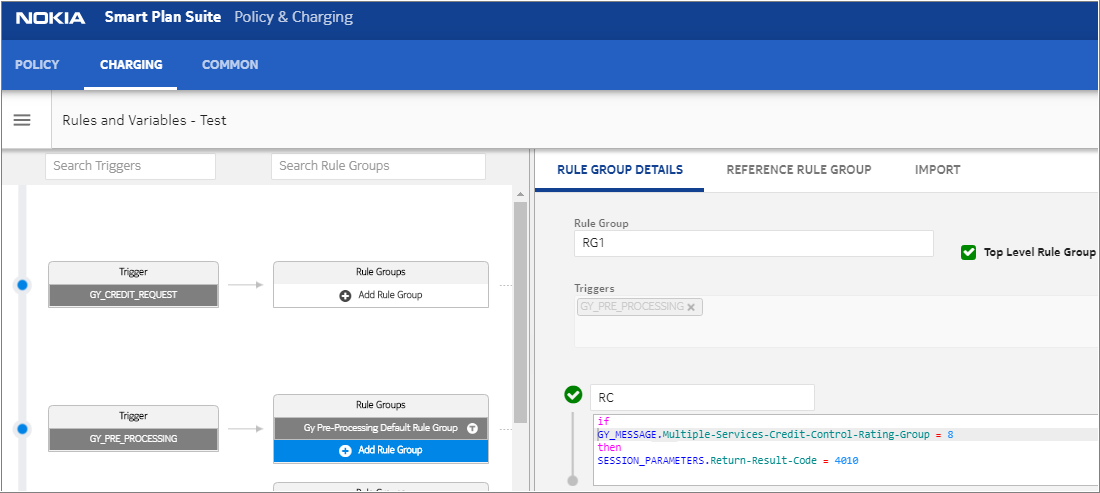 NOKIA Smart Plan Suite Policy & Charging
POLICY CHARGING COMMON
Rules and Variables - Test
Search Triggers
Search Rule Groups
Trigger
GY_CREDIT_REQUEST
Rule Groups
Add Rule Group
Trigger
GY_PRE_PROCESSING
Rule Groups
Gy Pre-Processing Default Rule Group T
Add Rule Group
Rule Groups
RULE GROUP DETAILS REFERENCE RULE GROUP IMPORT
Rule Group
RG1
Top Level Rule Group
Triggers
GY_PRE_PROCESSING
RC
if
GY_MESSAGE.Multiple-Services-Credit-Control-Rating-Group = 8
then
SESSION_PARAMETERS.Return-Result-Code = 4010